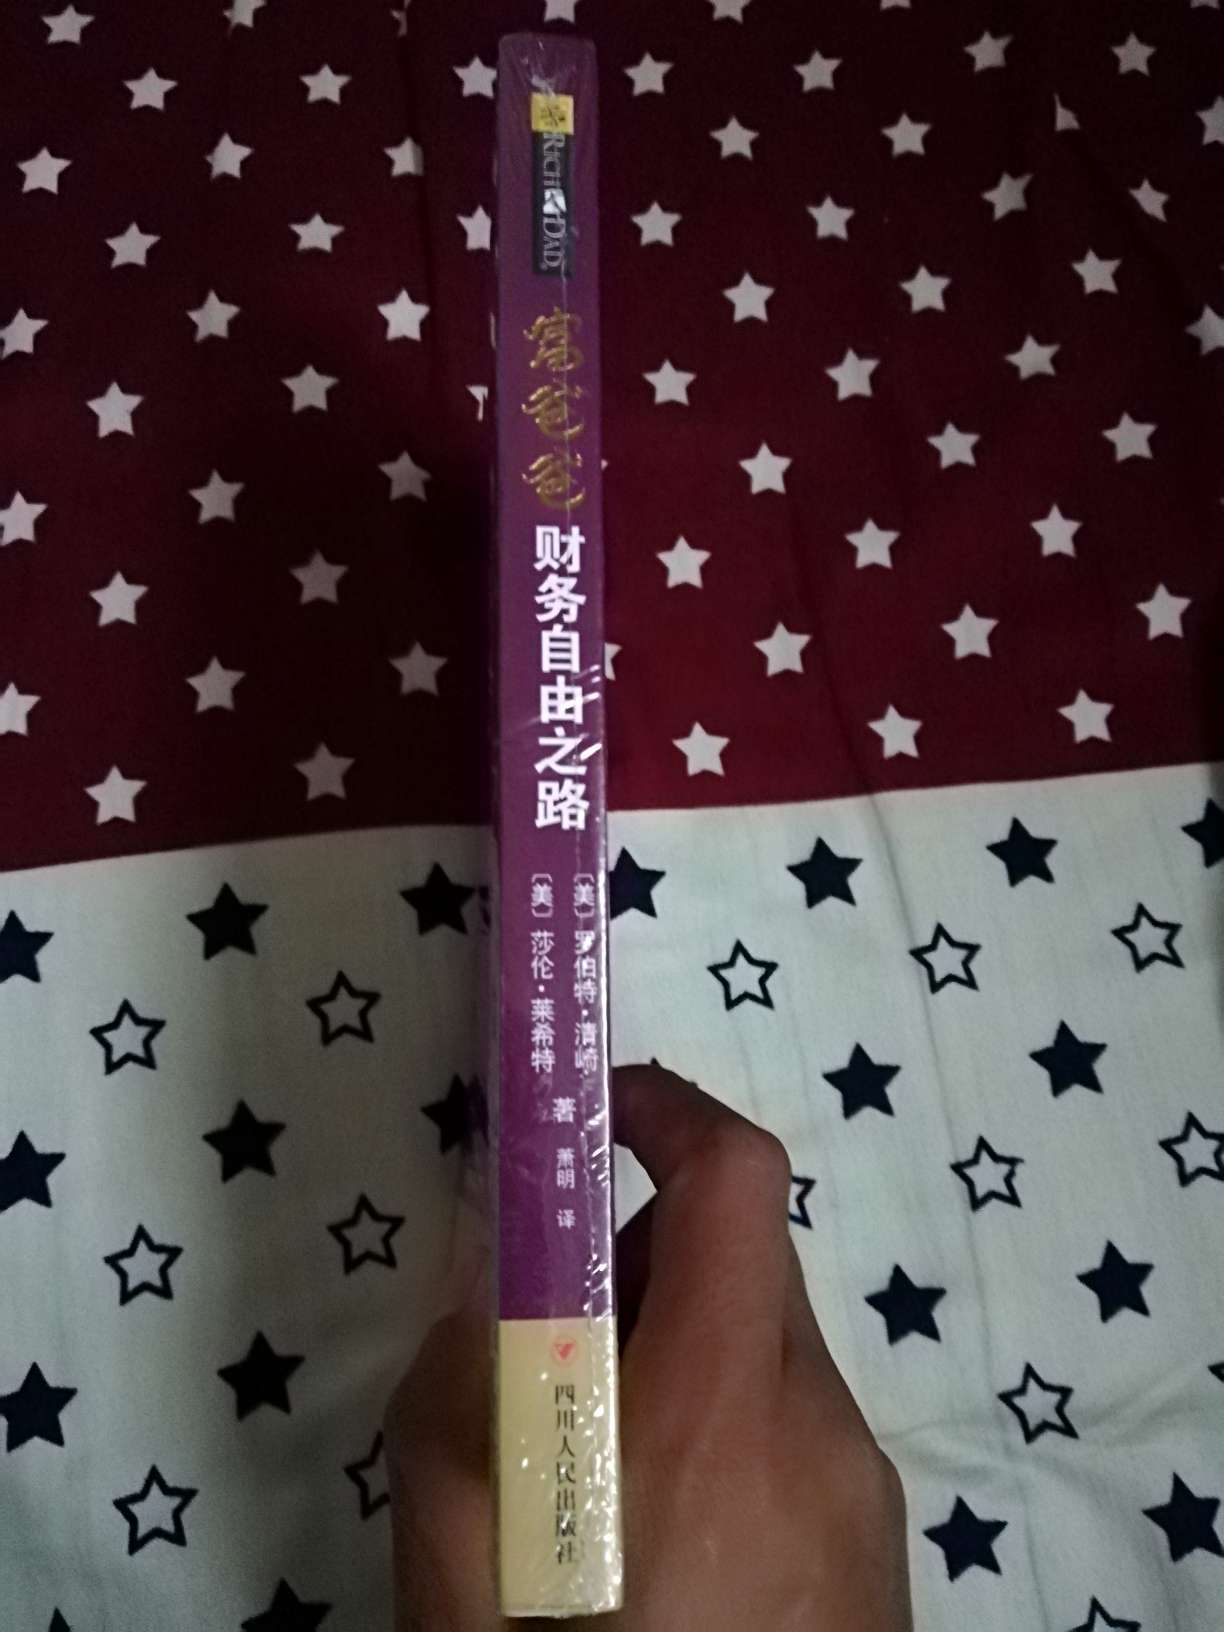 RICH DAD
富爸爸
财务自由之路
〔美〕罗伯特·清崎
〔美〕莎伦·莱希特
著
萧明 译
四川人民出版社